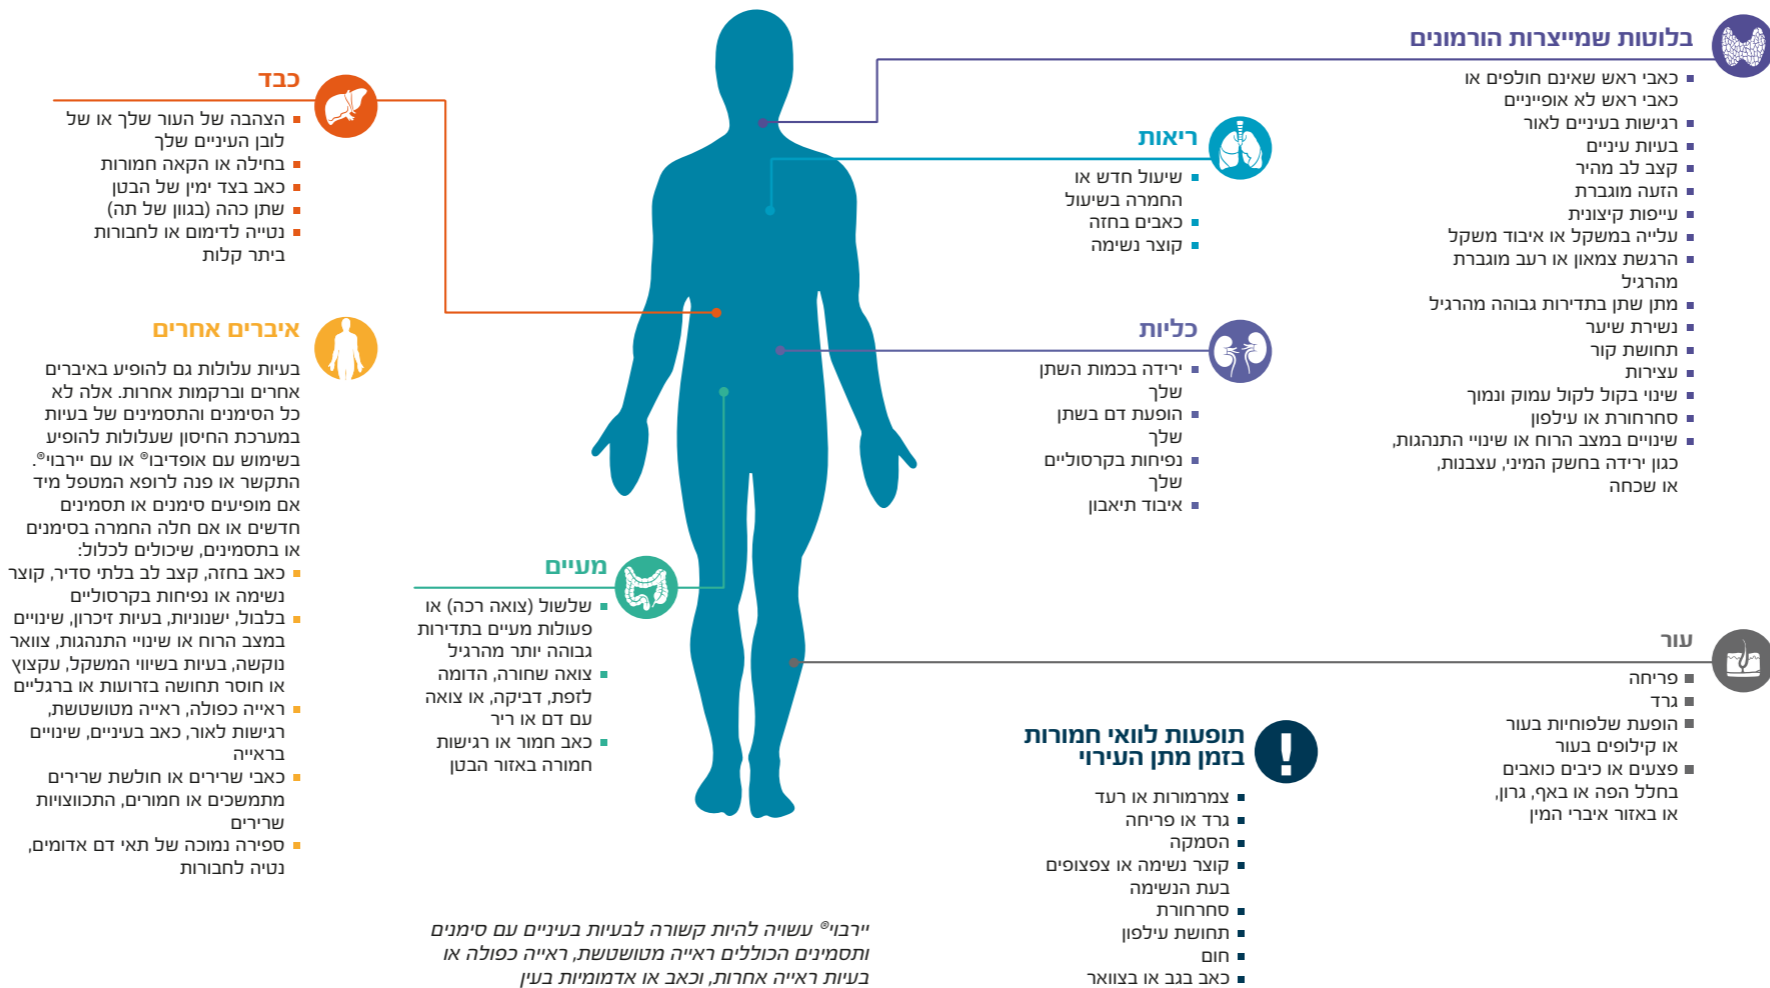 בלוטות שמייצרות הורמונים
▪ כאבי ראש שאינם חולפים או
כאבי ראש לא אופייניים
▪ רגישות בעיניים לאור
▪ בעיות עיניים
▪ קצב לב מהיר
▪ הזעה מוגברת
▪ עייפות קיצונית
▪ עלייה במשקל או איבוד משקל
▪ הרגשת צמאון או רעב מוגברת
מהרגיל
▪ מתן שתן בתדירות גבוהה מהרגיל
▪ נשירת שיער
▪ תחושת קור
▪ עצירות
▪ שינוי בקול לקול עמוק ונמוך
▪ סחרחורת או עילפון
▪ שינויים במצב הרוח או שינויי התנהגות,
כגון ירידה בחשק המיני, עצבנות,
או שכחה
ריאות
▪ שיעול חדש או
החמרה בשיעול
▪ כאבים בחזה
▪ קוצר נשימה
כליות
▪ ירידה בכמות השתן
שלך
▪ הופעת דם בשתן
שלך
▪ נפיחות בקרסוליים
שלך
▪ איבוד תיאבון
עור
▪ פריחה
▪ גרד
▪ הופעת שלפוחיות בעור
או קילופים בעור
▪ פצעים או כיבים כואבים
בחלל הפה או באף, גרון,
או באזור איברי המין
!
תופעות לוואי חמורות
בזמן מתן העירוי
▪ צמרמורות או רעד
▪ גרד או פריחה
▪ הסמקה
▪ קוצר נשימה או צפצופים
בעת הנשימה
▪ סחרחורת
▪ תחושת עילפון
▪ חום
▪ כאב בגב או בצוואר
כבד
▪ הצהבה של העור שלך או של
לובן העיניים שלך
▪ בחילה או הקאה חמורות
▪ כאב בצד ימין של הבטן
▪ שתן כהה (בגוון של תה)
▪ נטייה לדימום או לחבורות
ביתר קלות
איברים אחרים
בעיות עלולות גם להופיע באיברים
אחרים וברקמות אחרות. אלה לא
כל הסימנים והתסמינים של בעיות
במערכת החיסון שעלולות להופיע
בשימוש עם אופדיבו® או עם יירבוי®.
התקשר או פנה לרופא המטפל מיד
אם מופיעים סימנים או תסמינים
חדשים או אם חלה החמרה בסימנים
או בתסמינים, שיכולים לכלול:
▪ כאב בחזה, קצב לב בלתי סדיר, קוצר
נשימה או נפיחות בקרסוליים
▪ בלבול, ישנוניות, בעיות זיכרון, שינויים
במצב הרוח או שינויי התנהגות, צוואר
נוקשה, בעיות בשיווי המשקל, עקצוץ
או חוסר תחושה בזרועות או ברגליים
▪ ראייה כפולה, ראייה מטושטשת,
רגישות לאור, כאב בעיניים, שינויים
בראייה
▪ כאבי שרירים או חולשת שרירים
מתמשכים או חמורים, התכווצויות
שרירים
▪ ספירה נמוכה של תאי דם אדומים,
נטיה לחבורות
מעיים
▪ שלשול (צואה רכה) או
פעולות מעיים בתדירות
גבוהה יותר מהרגיל
▪ צואה שחורה, הדומה
לזפת, דביקה, או צואה
עם דם או ריר
▪ כאב חמור או רגישות
חמורה באזור הבטן
יירבוי® עשויה להיות קשורה לבעיות בעיניים עם סימנים
ותסמינים הכוללים ראייה מטושטשת, ראייה כפולה או
בעיות ראייה אחרות, וכאב או אדמומיות בעין